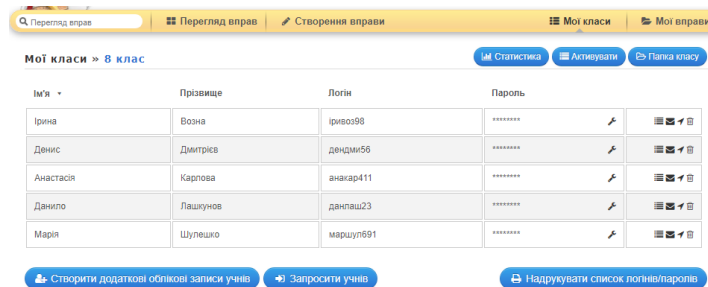 Перегляд вправ Перегляд вправ Створення вправи Мої класи Мої вправи
Мої класи » 8 клас Статистика Активувати Папка класу
Ім'я Прізвище Логін Пароль
Ірина Возна іривоз98 ********
Денис Дмитрієв дендми56 ********
Анастасія Карлова анакар411 ********
Данило Лашкунов данлаш23 ********
Марія Шулешко маршул691 ********
Створити додаткові облікові записи учнів Запросити учнів Надрукувати список логінів/паролів